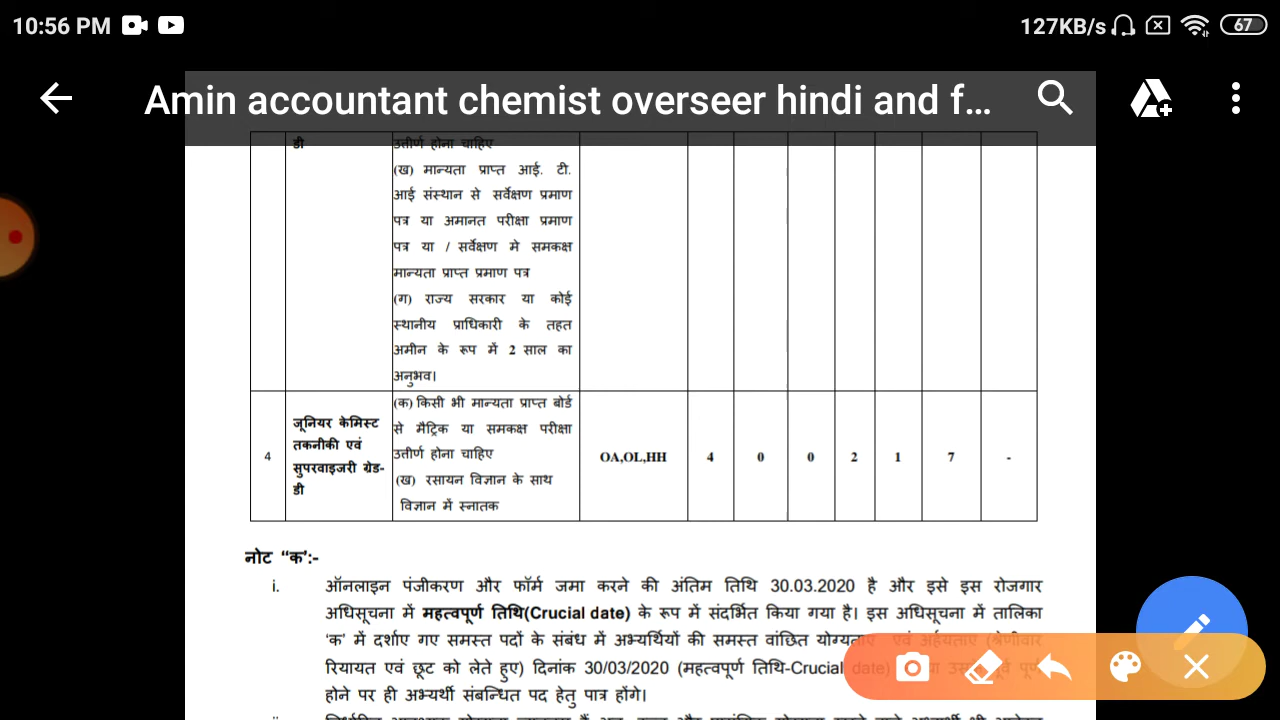 10:56 PM
127KB/s
67
Amin accountant chemist overseer hindi and f...
डी
उत्तीर्ण होना चाहिए
(ख) मान्यता प्राप्त आई. टी.
आई संस्थान से सर्वेक्षण प्रमाण
पत्र या अमानत परीक्षा प्रमाण
पत्र या / सर्वेक्षण मे समकक्ष
मान्यता प्राप्त प्रमाण पत्र
(ग) राज्य सरकार या कोई
स्थानीय प्राधिकारी के तहत
अमीन के रूप में 2 साल का
अनुभव।
4
जूनियर केमिस्ट
तकनीकी एवं
सुपरवाइजरी ग्रेड-
डी
(क) किसी भी मान्यता प्राप्त बोर्ड
से मैट्रिक या समकक्ष परीक्षा
उत्तीर्ण होना चाहिए
(ख) रसायन विज्ञान के साथ
विज्ञान में स्नातक
OA,OL,HH 4 0 0 2 1 7 -
नोट “क’:-
i. ऑनलाइन पंजीकरण और फॉर्म जमा करने की अंतिम तिथि 30.03.2020 है और इसे इस रोजगार
अधिसूचना में महत्वपूर्ण तिथि(Crucial date) के रूप में संदर्भित किया गया है। इस अधिसूचना में तालिका
‘क’ में दर्शाए गए समस्त पदों के संबंध में अभ्यर्थियों की समस्त वांछित योग्यताए एवं अर्हयताए (श्रेणीवार
रियायत एवं छूट को लेते हुए) दिनांक 30/03/2020 (महत्वपूर्ण तिथि-Crucial date)
होने पर ही अभ्यर्थी संबन्धित पद हेतु पात्र होंगे।